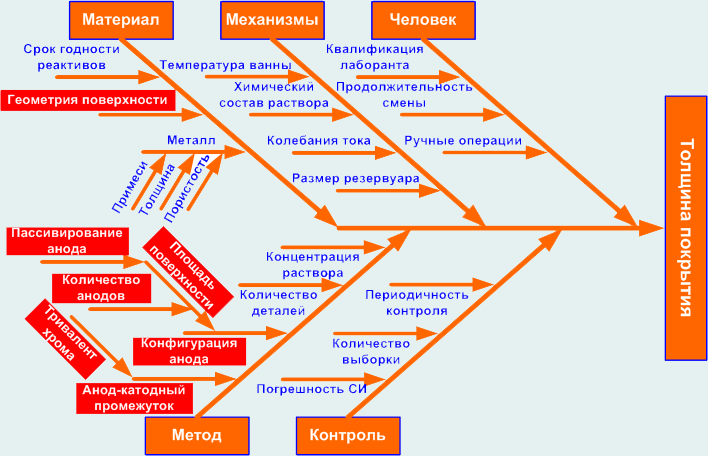 Материал
Механизмы
Человек
Срок годности
реактивов
Геометрия поверхности
Металл
Примеси
Толщина
Пористость
Температура ванны
Химический
состав раствора
Колебания тока
Размер резервуара
Квалификация
лаборанта
Продолжительность
смены
Ручные операции
Толщина покрытия
Пассивирование
анода
Площадь
поверхности
Количество
анодов
Конфигурация
анода
Тривалент
хрома
Анод-катодный
промежуток
Концентрация
раствора
Количество
деталей
Периодичность
контроля
Количество
выборки
Погрешность СИ
Метод
Контроль